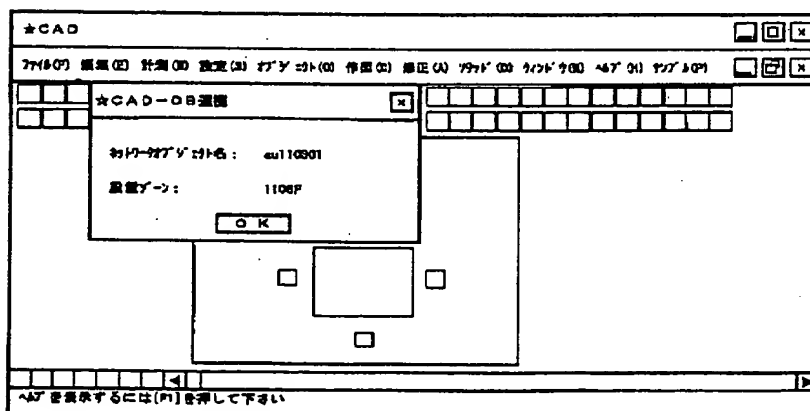 ★CAD
ファイル(F) 編集(E) 計測(M) 設定(S) オブジェクト(O) 作図(C) 修正(A) ソリッド(D) ウィンドウ(W) ヘルプ(H) サンプル(P)
★CAD-DB連携
ネットワークオブジェクト名： au110901
設置ゾーン： 1106F
OK
ヘルプを表示するには[F1]を押して下さい